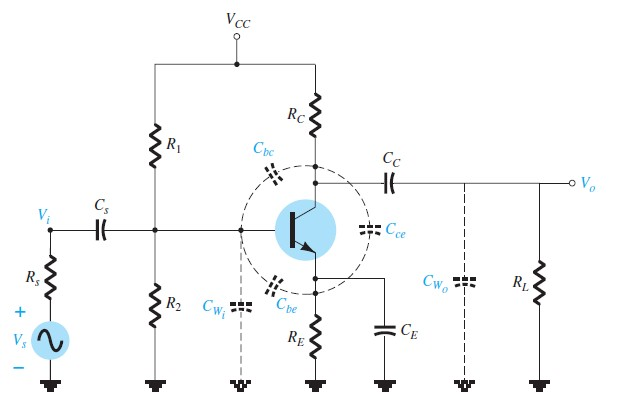 V_CC
R_C
C_bc
R_1
C_C
V_o
C_s
V_i
C_ce
R_s
C_Wo
R_L
R_2
C_Wi
C_be
+
V_s
R_E
C_E
−